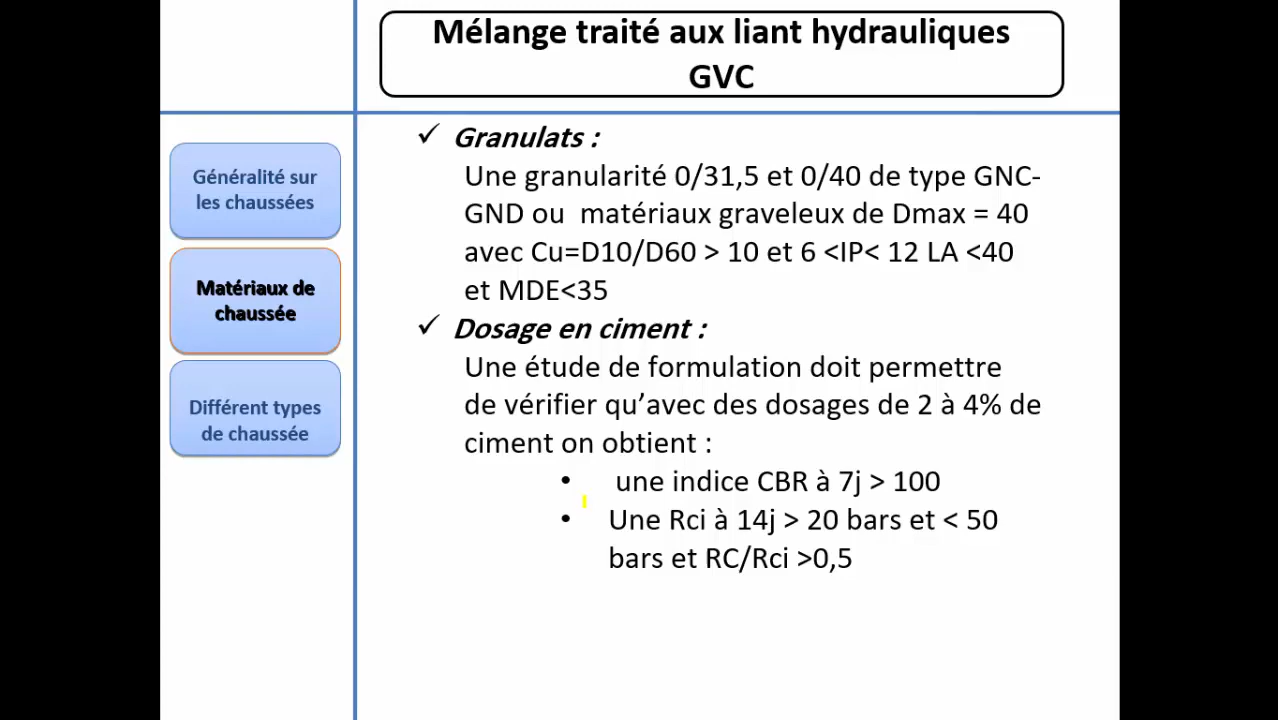 Mélange traité aux liant hydrauliques
GVC
Généralité sur
les chaussées
Matériaux de
chaussée
Différent types
de chaussée
✓ Granulats :
Une granularité 0/31,5 et 0/40 de type GNC-
GND ou matériaux graveleux de Dmax = 40
avec Cu=D10/D60 > 10 et 6 <IP< 12 LA <40
et MDE<35
✓ Dosage en ciment :
Une étude de formulation doit permettre
de vérifier qu’avec des dosages de 2 à 4% de
ciment on obtient :
• une indice CBR à 7j > 100
• Une Rci à 14j > 20 bars et < 50
bars et RC/Rci >0,5